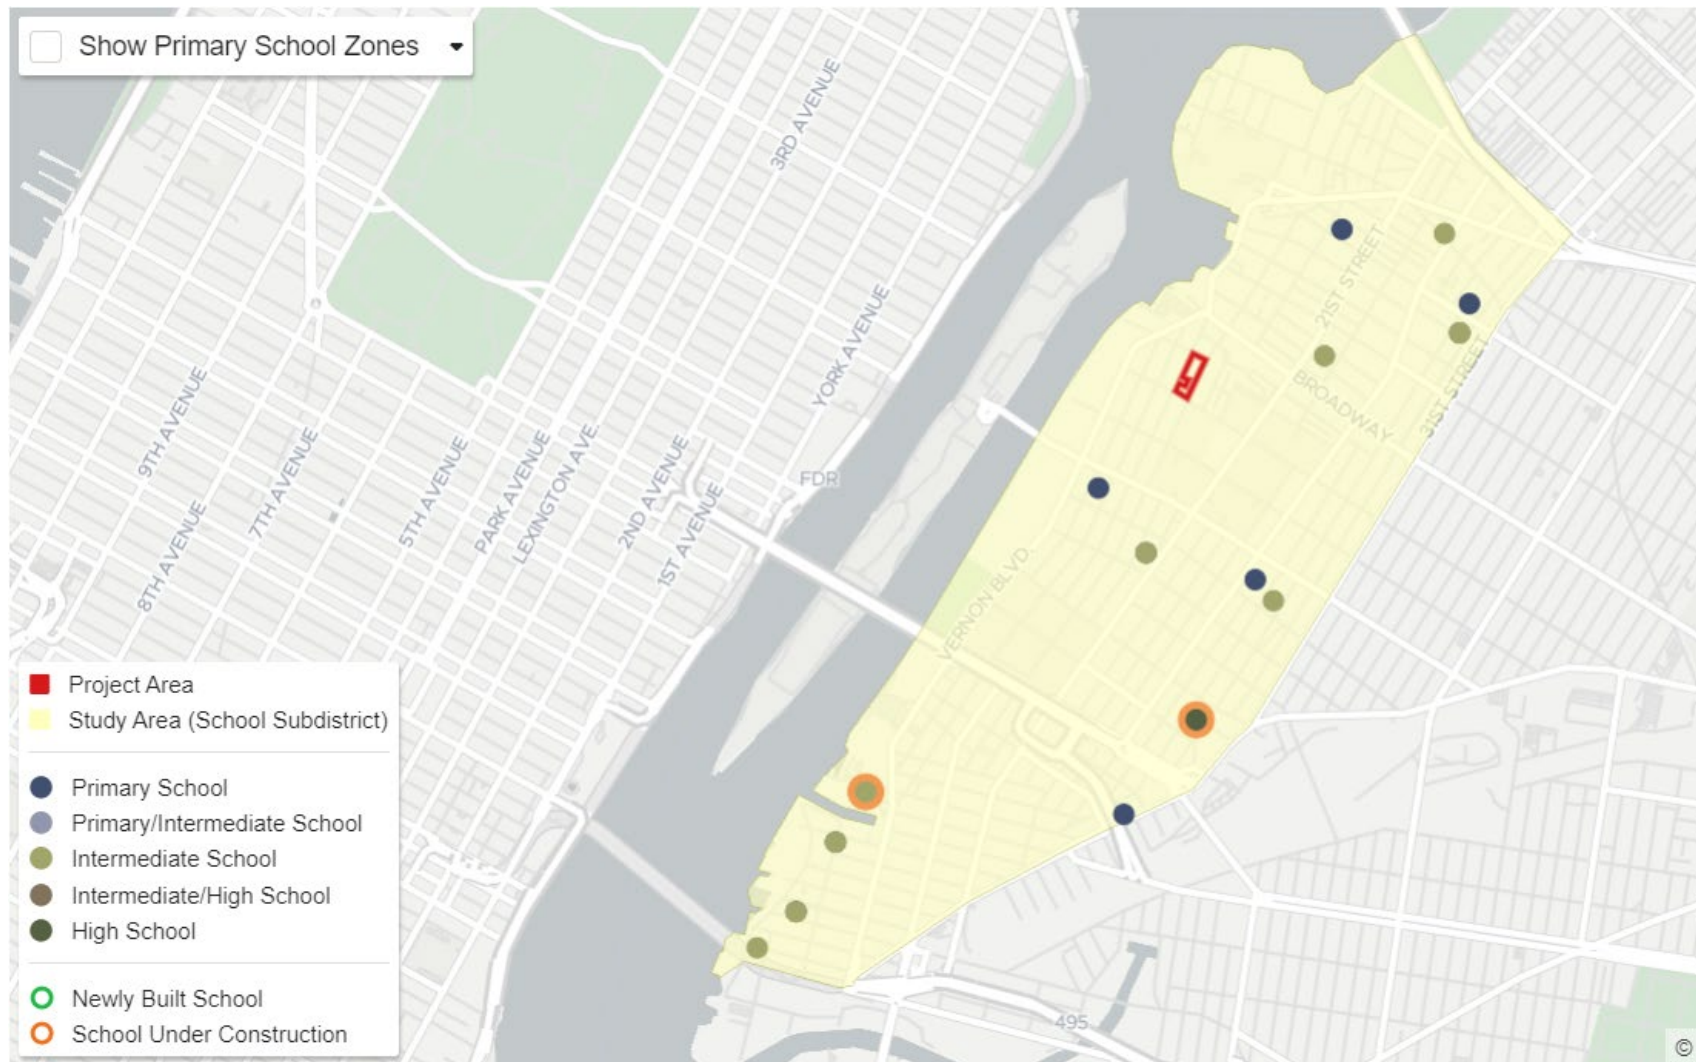 Show Primary School Zones
3RD AVENUE
21ST STREET
YORK AVENUE
BROADWAY
31ST STREET
9TH AVENUE
7TH AVENUE
5TH AVENUE
PARK AVENUE
LEXINGTON AVE.
2ND AVENUE
1ST AVENUE
FDR
8TH AVENUE
VERNON BLVD.
Project Area
Study Area (School Subdistrict)
Primary School
Primary/Intermediate School
Intermediate School
Intermediate/High School
High School
Newly Built School
School Under Construction
495
©